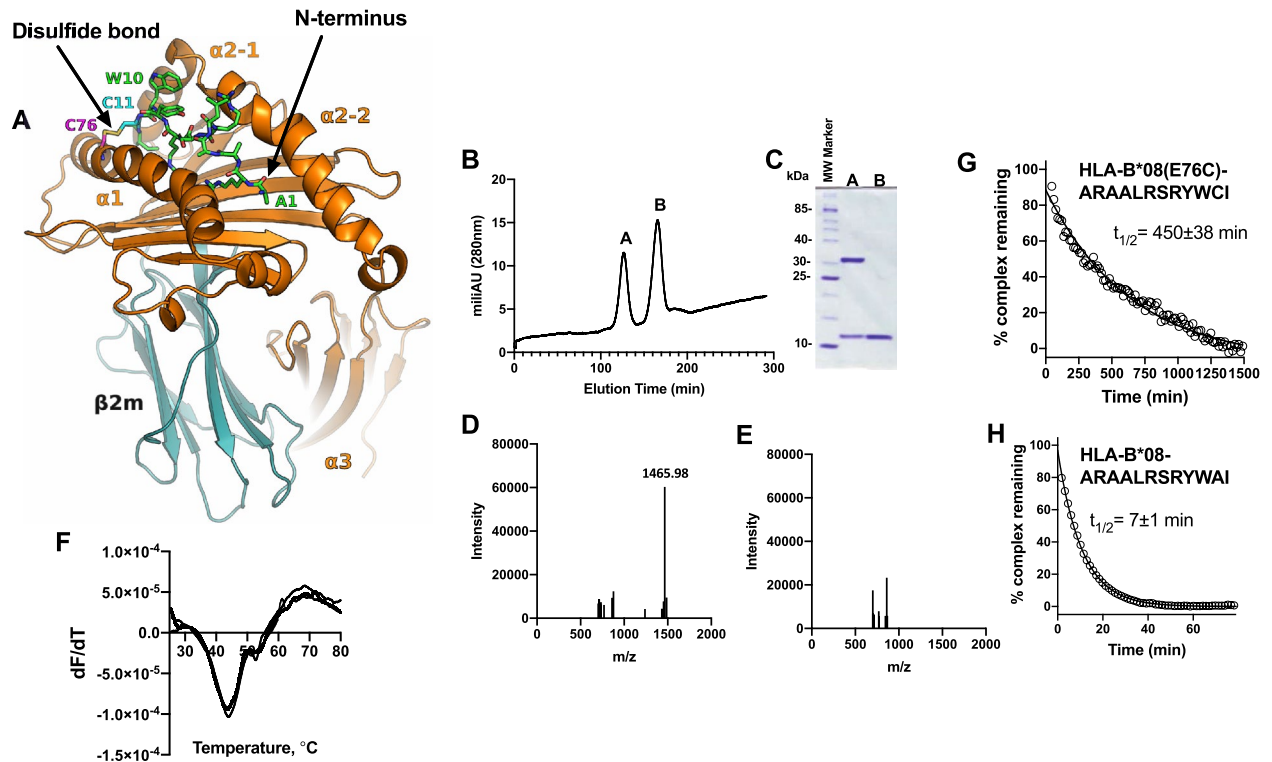 Disulfide bond
N-terminus
α2-1
W10
C11
α2-2
A
C76
α1
A1
β2m
α3
B
miliAU (280nm)
20
15
10
5
0
A
B
0
100
200
300
Elution Time (min)
C
kDa
MW Marker
A
B
85-
40-
30-
25-
10-
G
HLA-B*08(E76C)-
ARAALRSRYWCI
t1/2= 450±38 min
% complex remaining
100
80
60
40
20
0
0
250
500
750
1000
1250
1500
Time (min)
D
Intensity
80000
60000
40000
20000
0
1465.98
0
500
1000
1500
2000
m/z
E
Intensity
80000
60000
40000
20000
0
0
500
1000
1500
2000
m/z
H
HLA-B*08-
ARAALRSRYWAI
t1/2= 7±1 min
% complex remaining
100
80
60
40
20
0
0
20
40
60
Time (min)
F
dF/dT
1.0×10⁻⁴
5.0×10⁻⁵
0.0
-5.0×10⁻⁵
-1.0×10⁻⁴
-1.5×10⁻⁴
30
40
50
60
70
80
Temperature, °C